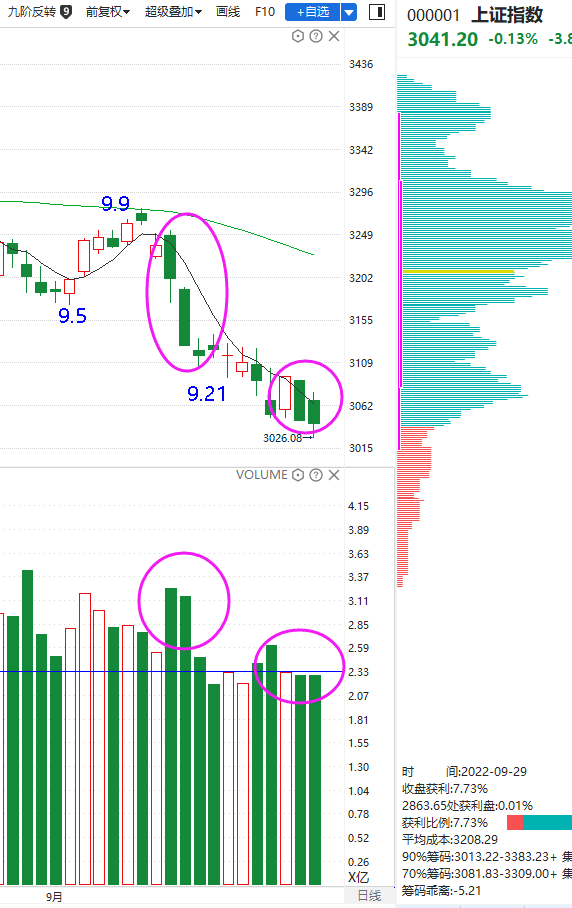 九阶反转 9 前复权 超级叠加 画线 F10 +自选
000001 上证指数
3041.20 -0.13% -3.8
3436
3389
3342
3296
9.9
3249
3202
9.5
3155
3109
9.21
3062
3026.08→
3015
VOLUME
4.15
3.89
3.63
3.37
3.11
2.85
2.59
2.33
2.07
1.81
1.55
1.30
1.04
0.78
0.52
0.26
X亿
9月
日线
时 间:2022-09-29
收盘获利:7.73%
2863.65处获利盘:0.01%
获利比例:7.73%
平均成本:3208.29
90%筹码:3013.22-3383.23+ 集
70%筹码:3081.83-3309.00+ 集
筹码乖离:-5.21